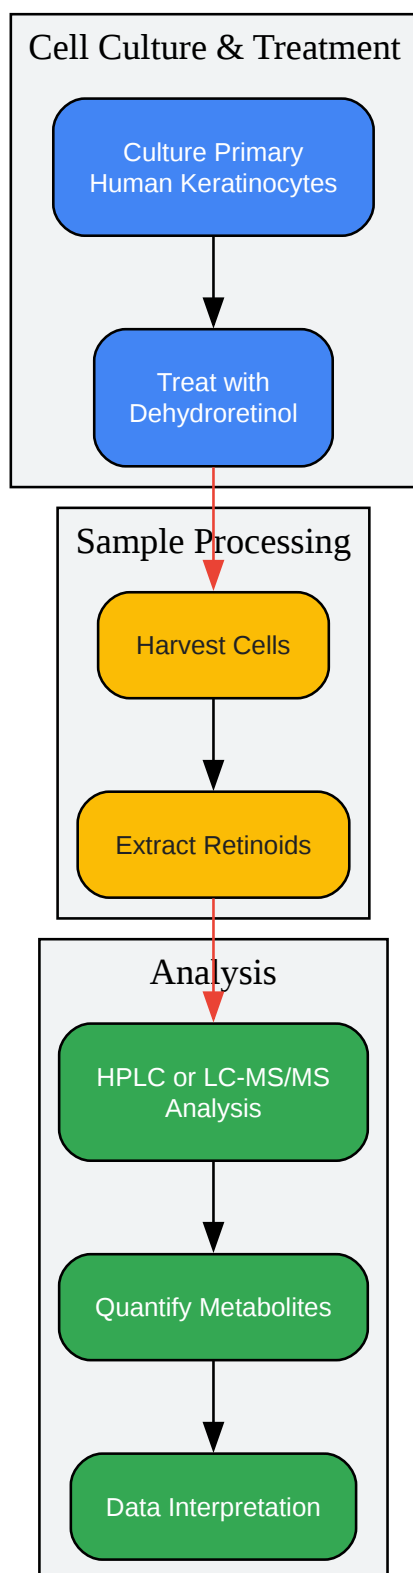 Cell Culture & Treatment
Culture Primary
Human Keratinocytes
Treat with
Dehydroretinol
Sample Processing
Harvest Cells
Extract Retinoids
Analysis
HPLC or LC-MS/MS
Analysis
Quantify Metabolites
Data Interpretation